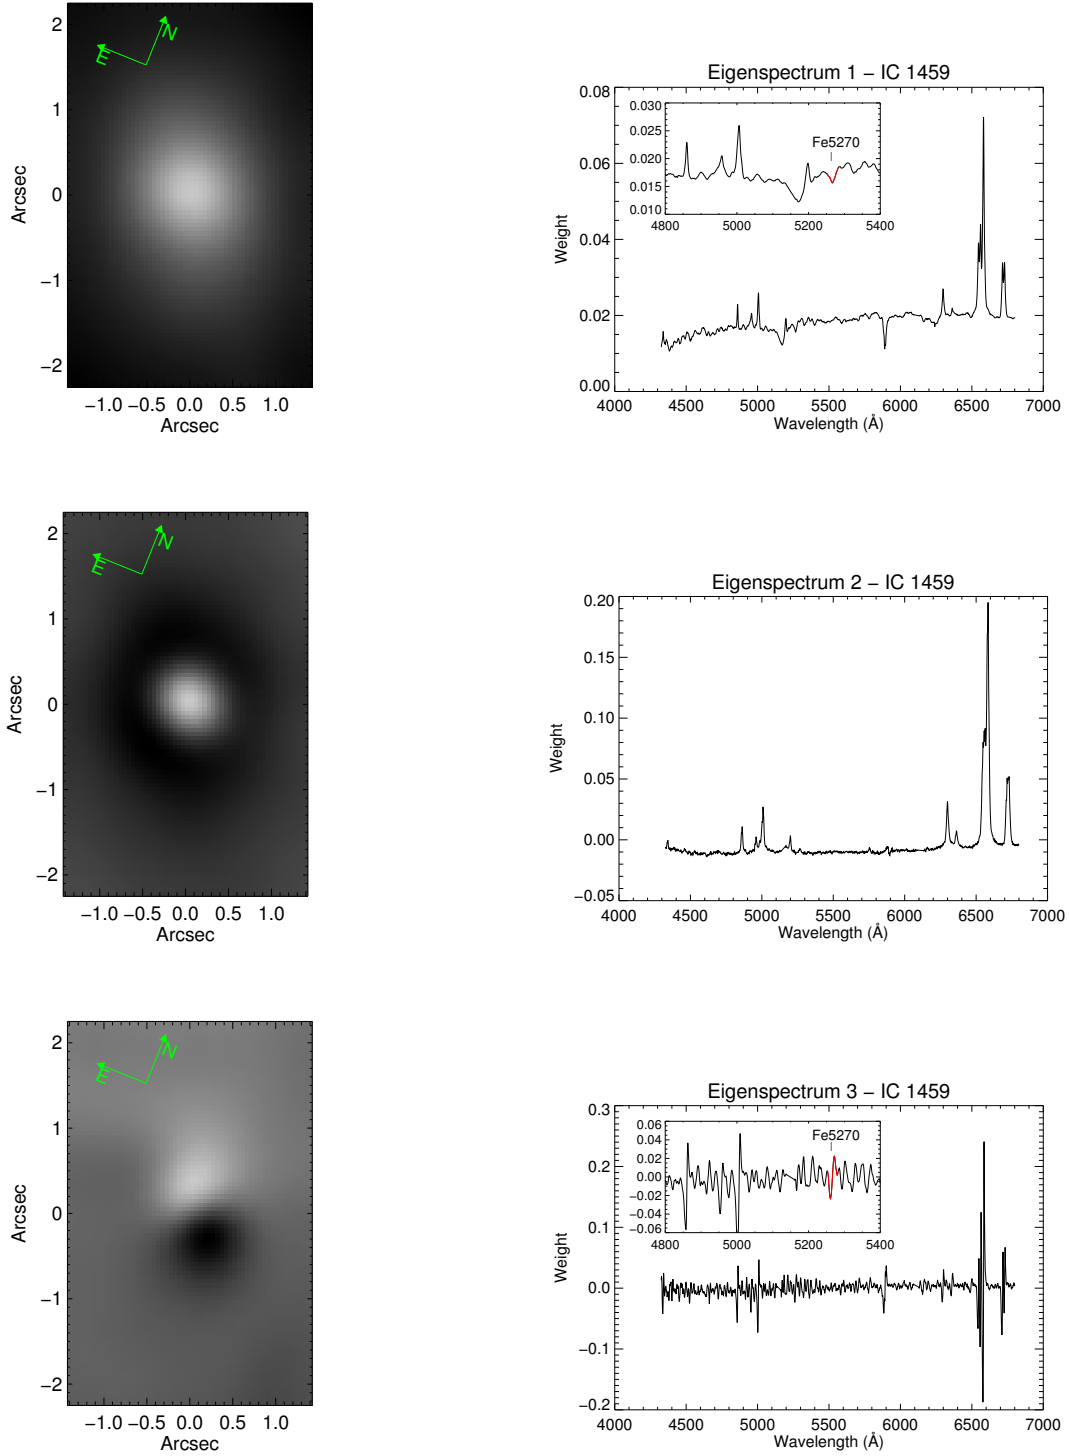 2
1
0
−1
−2
Arcsec
N
E
−1.0 −0.5 0.0 0.5 1.0
Arcsec
Eigenspectrum 1 − IC 1459
0.08
0.06
0.04
0.02
0.00
Weight
0.030
0.025
0.020
0.015
0.010
Fe5270
4800 5000 5200 5400
4000 4500 5000 5500 6000 6500 7000
Wavelength (Å)
2
1
0
−1
−2
Arcsec
N
E
−1.0 −0.5 0.0 0.5 1.0
Arcsec
Eigenspectrum 2 − IC 1459
0.20
0.15
0.10
0.05
0.00
−0.05
Weight
4000 4500 5000 5500 6000 6500 7000
Wavelength (Å)
2
1
0
−1
−2
Arcsec
N
E
−1.0 −0.5 0.0 0.5 1.0
Arcsec
Eigenspectrum 3 − IC 1459
0.3
0.2
0.1
0.0
−0.1
−0.2
Weight
0.06
0.04
0.02
0.00
−0.02
−0.04
−0.06
Fe5270
4800 5000 5200 5400
4000 4500 5000 5500 6000 6500 7000
Wavelength (Å)